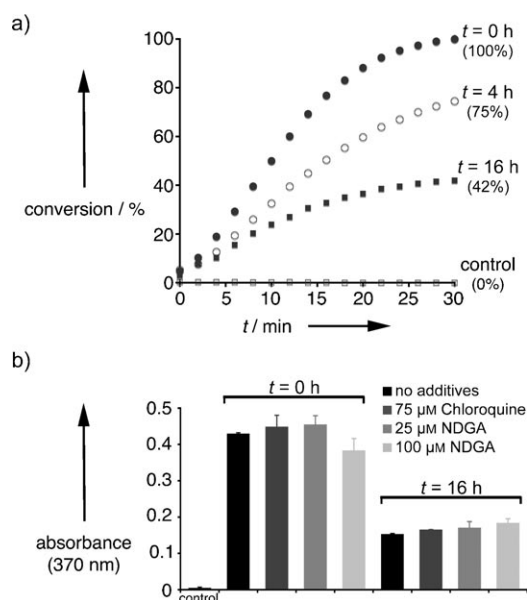 a)
100
80
60
40
20
0
conversion / %
t = 0 h
(100%)
t = 4 h
(75%)
t = 16 h
(42%)
control
(0%)
0 5 10 15 20 25 30
t / min
b)
t = 0 h
no additives
75 µM Chloroquine
25 µM NDGA
100 µM NDGA
0.5
0.4
0.3
0.2
0.1
0
t = 16 h
absorbance
(370 nm)
control